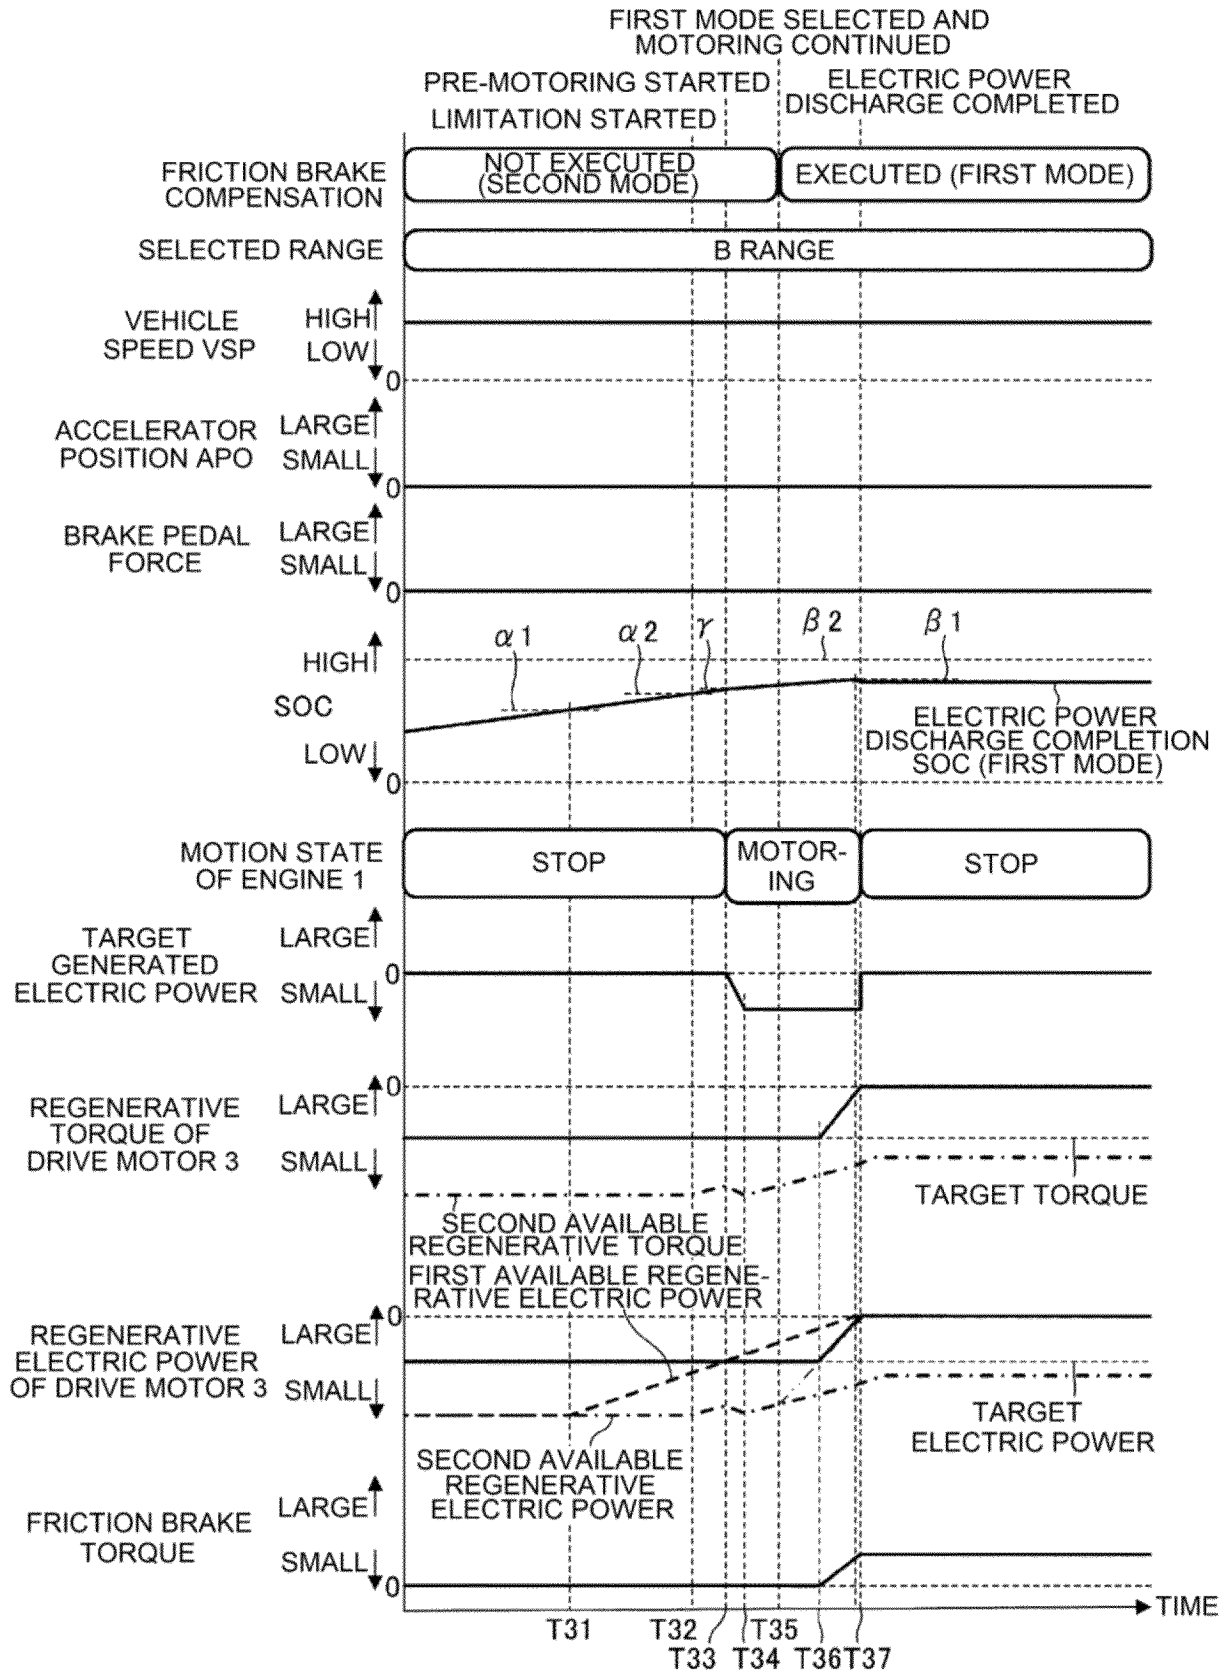 FIRST MODE SELECTED AND
MOTORING CONTINUED
PRE-MOTORING STARTED
ELECTRIC POWER
DISCHARGE COMPLETED
LIMITATION STARTED
FRICTION BRAKE
COMPENSATION
NOT EXECUTED
(SECOND MODE)
EXECUTED (FIRST MODE)
SELECTED RANGE
B RANGE
VEHICLE
SPEED VSP
HIGH
LOW
0
ACCELERATOR
POSITION APO
LARGE
SMALL
0
BRAKE PEDAL
FORCE
LARGE
SMALL
0
α1
α2
γ
β2
β1
HIGH
SOC
LOW
0
ELECTRIC POWER
DISCHARGE COMPLETION
SOC (FIRST MODE)
MOTION STATE
OF ENGINE 1
STOP
MOTOR-
ING
STOP
TARGET
GENERATED
ELECTRIC POWER
LARGE
0
SMALL
REGENERATIVE
TORQUE OF
DRIVE MOTOR 3
0
LARGE
SMALL
TARGET TORQUE
SECOND AVAILABLE
REGENERATIVE TORQUE
FIRST AVAILABLE REGENE-
RATIVE ELECTRIC POWER
REGENERATIVE
ELECTRIC POWER
OF DRIVE MOTOR 3
0
LARGE
SMALL
TARGET
ELECTRIC POWER
SECOND AVAILABLE
REGENERATIVE
ELECTRIC POWER
FRICTION BRAKE
TORQUE
LARGE
SMALL
0
TIME
T31
T32
T33
T34
T35
T36
T37